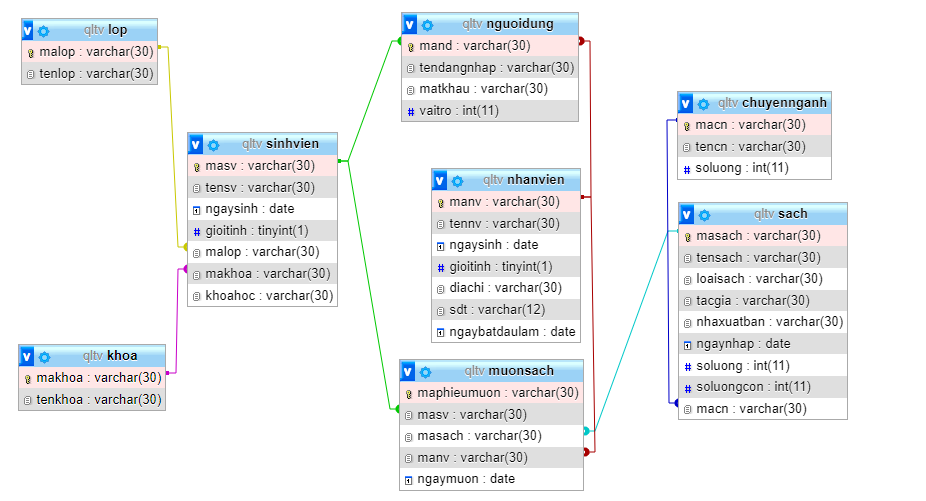 qltv lop
malop : varchar(30)
tenlop : varchar(30)
qltv sinhvien
masv : varchar(30)
tensv : varchar(30)
ngaysinh : date
# gioitinh : tinyint(1)
malop : varchar(30)
makhoa : varchar(30)
khoahoc : varchar(30)
qltv khoa
makhoa : varchar(30)
tenkhoa : varchar(30)
qltv nguoidung
mand : varchar(30)
tendangnhap : varchar(30)
matkhau : varchar(30)
# vaitro : int(11)
qltv nhanvien
manv : varchar(30)
tennv : varchar(30)
ngaysinh : date
# gioitinh : tinyint(1)
diachi : varchar(30)
sdt : varchar(12)
ngaybatdaulam : date
qltv muonsach
maphieumuon : varchar(30)
masv : varchar(30)
masach : varchar(30)
manv : varchar(30)
ngaymuon : date
qltv chuyennganh
macn : varchar(30)
tencn : varchar(30)
# soluong : int(11)
qltv sach
masach : varchar(30)
tensach : varchar(30)
loaisach : varchar(30)
tacgia : varchar(30)
nhaxuatban : varchar(30)
ngaynhap : date
# soluong : int(11)
# soluongcon : int(11)
macn : varchar(30)